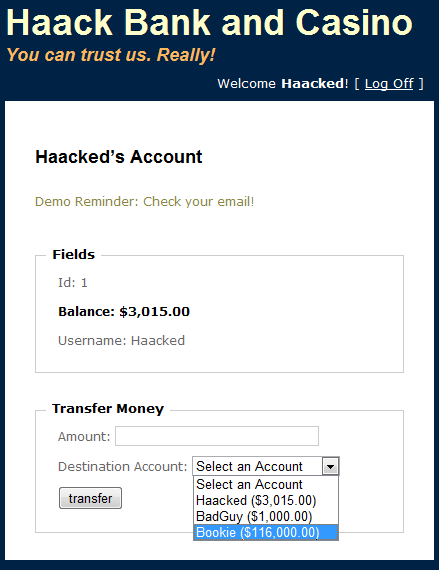 Haack Bank and Casino
You can trust us. Really!
Welcome Haacked! [ Log Off ]
Haacked's Account
Demo Reminder: Check your email!
Fields
Id: 1
Balance: $3,015.00
Username: Haacked
Transfer Money
Amount:
Destination Account: Select an Account
Select an Account
Haacked ($3,015.00)
BadGuy ($1,000.00)
Bookie ($116,000.00)
transfer